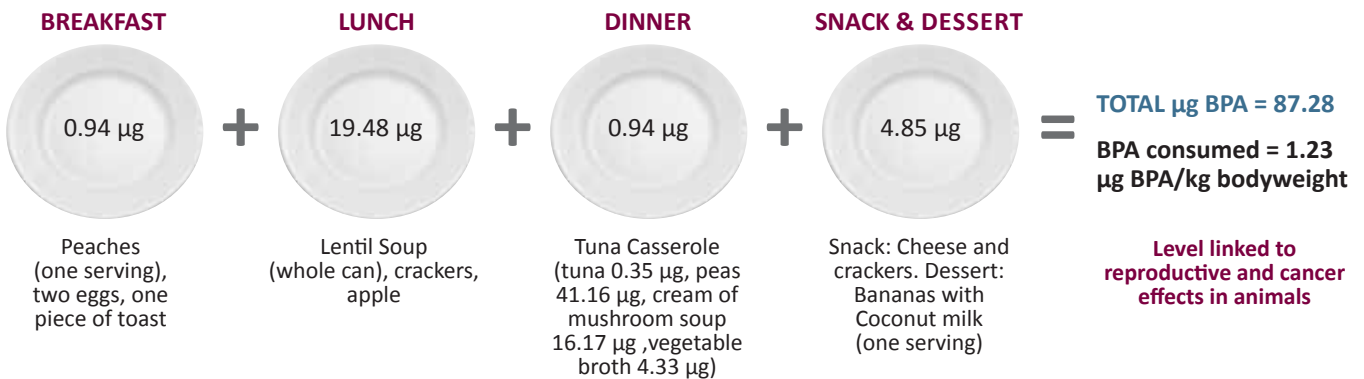 BREAKFAST
0.94 µg
Peaches
(one serving),
two eggs, one
piece of toast
+
LUNCH
19.48 µg
Lentil Soup
(whole can), crackers,
apple
+
DINNER
0.94 µg
Tuna Casserole
(tuna 0.35 µg, peas
41.16 µg, cream of
mushroom soup
16.17 µg ,vegetable
broth 4.33 µg)
+
SNACK & DESSERT
4.85 µg
Snack: Cheese and
crackers. Dessert:
Bananas with
Coconut milk
(one serving)
=
TOTAL µg BPA = 87.28
BPA consumed = 1.23
µg BPA/kg bodyweight
Level linked to
reproductive and cancer
effects in animals